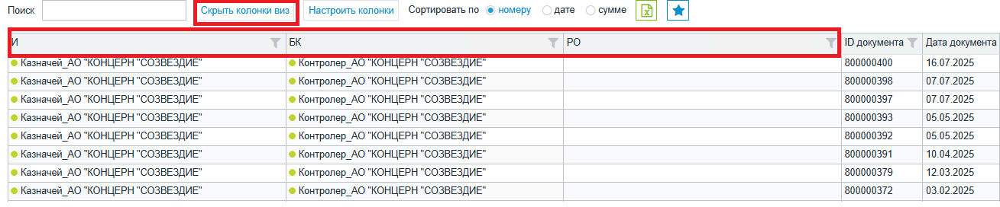 Поиск Скрыть колонки виз Настроить колонки Сортировать по номеру дате сумме
И БК РО ID документа Дата документа
Казначей_АО "КОНЦЕРН "СОЗВЕЗДИЕ" Контролер_АО "КОНЦЕРН "СОЗВЕЗДИЕ" 800000400 16.07.2025
Казначей_АО "КОНЦЕРН "СОЗВЕЗДИЕ" Контролер_АО "КОНЦЕРН "СОЗВЕЗДИЕ" 800000398 07.07.2025
Казначей_АО "КОНЦЕРН "СОЗВЕЗДИЕ" Контролер_АО "КОНЦЕРН "СОЗВЕЗДИЕ" 800000397 07.07.2025
Казначей_АО "КОНЦЕРН "СОЗВЕЗДИЕ" Контролер_АО "КОНЦЕРН "СОЗВЕЗДИЕ" 800000393 05.05.2025
Казначей_АО "КОНЦЕРН "СОЗВЕЗДИЕ" Контролер_АО "КОНЦЕРН "СОЗВЕЗДИЕ" 800000392 05.05.2025
Казначей_АО "КОНЦЕРН "СОЗВЕЗДИЕ" Контролер_АО "КОНЦЕРН "СОЗВЕЗДИЕ" 800000391 10.04.2025
Казначей_АО "КОНЦЕРН "СОЗВЕЗДИЕ" Контролер_АО "КОНЦЕРН "СОЗВЕЗДИЕ" 800000379 12.03.2025
Казначей_АО "КОНЦЕРН "СОЗВЕЗДИЕ" Контролер_АО "КОНЦЕРН "СОЗВЕЗДИЕ" 800000372 03.02.2025